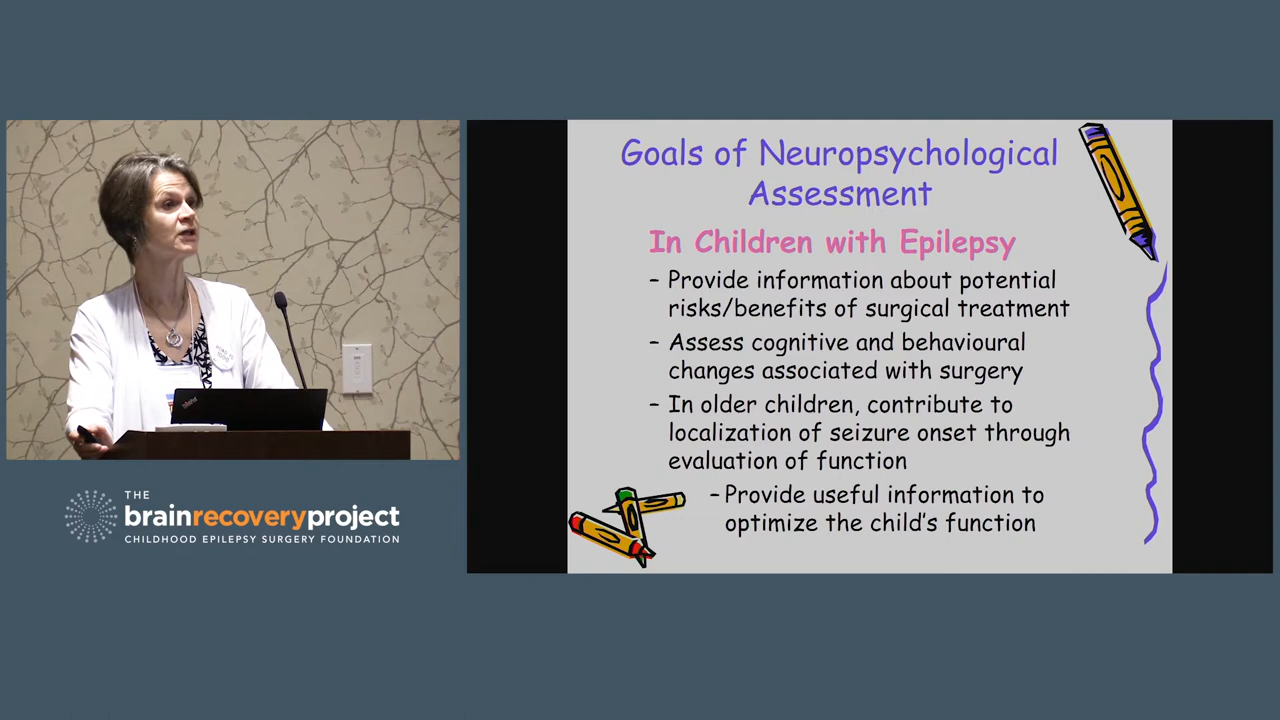 Goals of Neuropsychological
Assessment
In Children with Epilepsy
– Provide information about potential
risks/benefits of surgical treatment
– Assess cognitive and behavioural
changes associated with surgery
– In older children, contribute to
localization of seizure onset through
evaluation of function
– Provide useful information to
optimize the child's function
THE
brainrecoveryproject
CHILDHOOD EPILEPSY SURGERY FOUNDATION